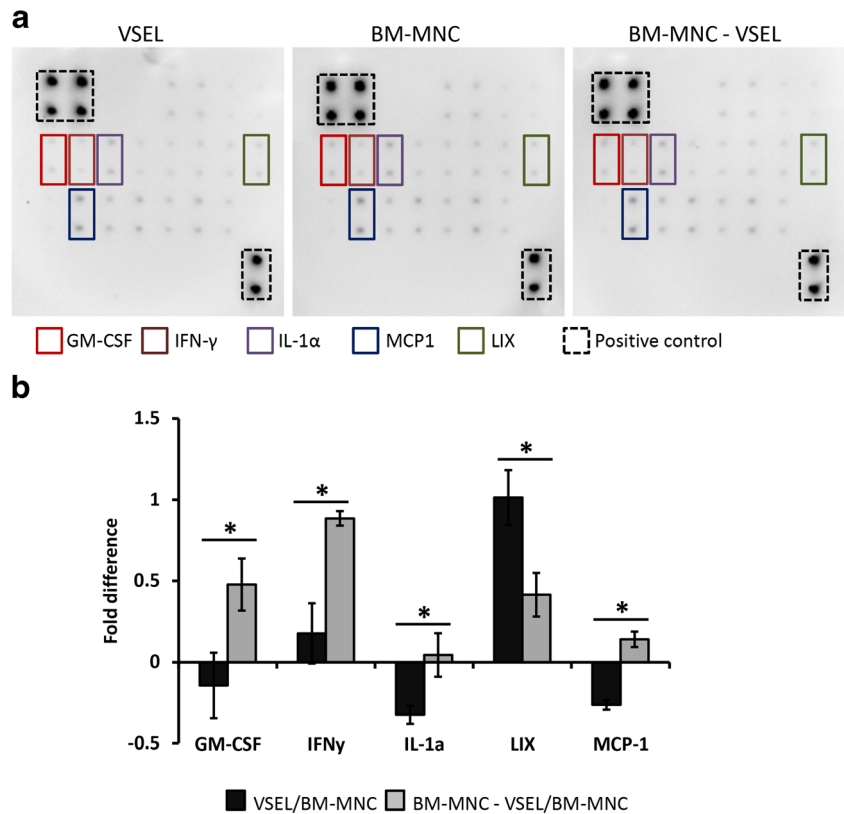 a
VSEL BM-MNC BM-MNC - VSEL
GM-CSF IFN-γ IL-1α MCP1 LIX Positive control
b
Fold difference
1.5
1
0.5
0
-0.5
* * * * *
GM-CSF IFNy IL-1a LIX MCP-1
VSEL/BM-MNC BM-MNC - VSEL/BM-MNC